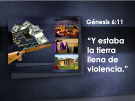 Génesis 6:11
“Y estaba
la tierra
llena de
violencia.”